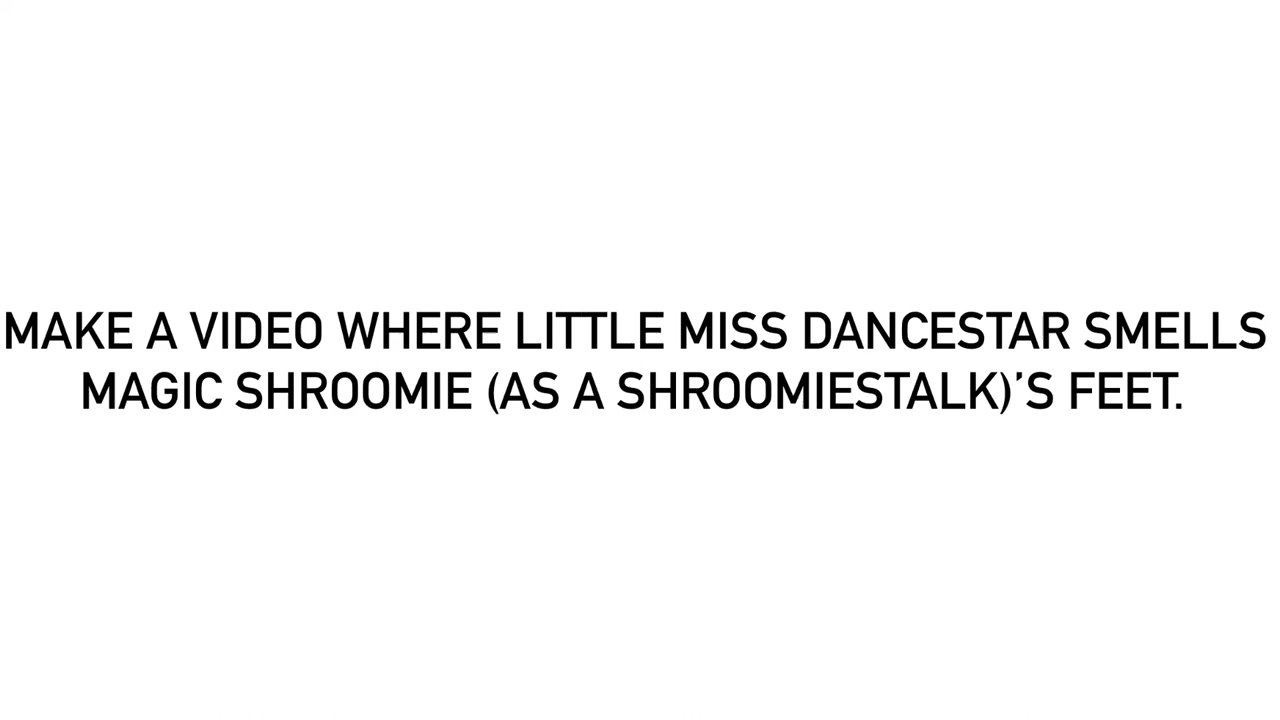 MAKE A VIDEO WHERE LITTLE MISS DANCESTAR SMELLS
MAGIC SHROOMIE (AS A SHROOMIESTALK)’S FEET.